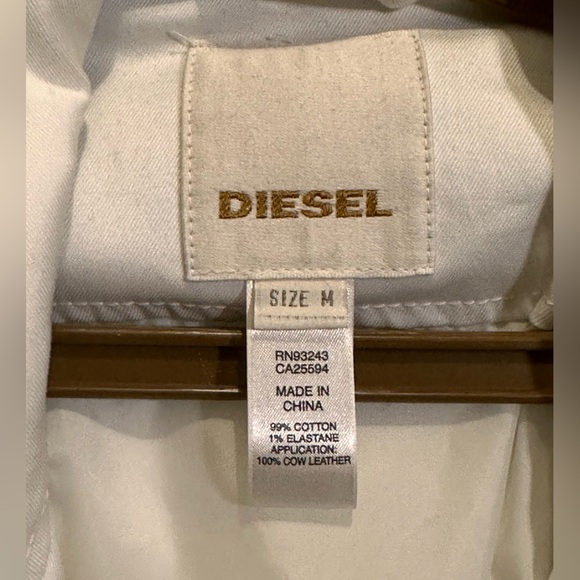 DIESEL
SIZE M
RN93243
CA25594
MADE IN
CHINA
99% COTTON
1% ELASTANE
APPLICATION:
100% COW LEATHER